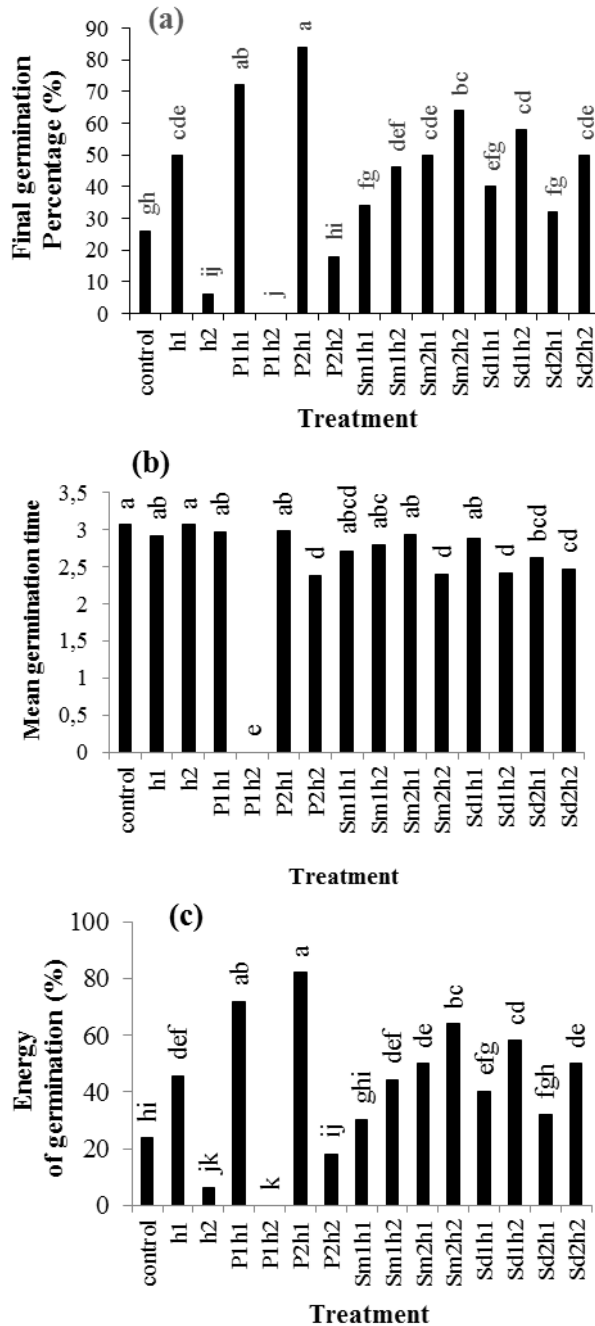 (a)
Final germination
Percentage (%)
90
80
70
60
50
40
30
20
10
0
gh
cde
ij
ab
j
a
hi
fg
def
cde
bc
efg
cd
fg
cde
control
h1
h2
P1h1
P1h2
P2h1
P2h2
Sm1h1
Sm1h2
Sm2h1
Sm2h2
Sd1h1
Sd1h2
Sd2h1
Sd2h2
Treatment
(b)
Mean germination time
3,5
3
2,5
2
1,5
1
0,5
0
a
ab
a
ab
e
ab
d
abcd
abc
ab
d
ab
d
bcd
cd
control
h1
h2
P1h1
P1h2
P2h1
P2h2
Sm1h1
Sm1h2
Sm2h1
Sm2h2
Sd1h1
Sd1h2
Sd2h1
Sd2h2
Treatment
(c)
Energy
of germination (%)
100
80
60
40
20
0
hi
def
jk
ab
k
a
ij
ghi
def
de
bc
efg
cd
fgh
de
control
h1
h2
P1h1
P1h2
P2h1
P2h2
Sm1h1
Sm1h2
Sm2h1
Sm2h2
Sd1h1
Sd1h2
Sd2h1
Sd2h2
Treatment